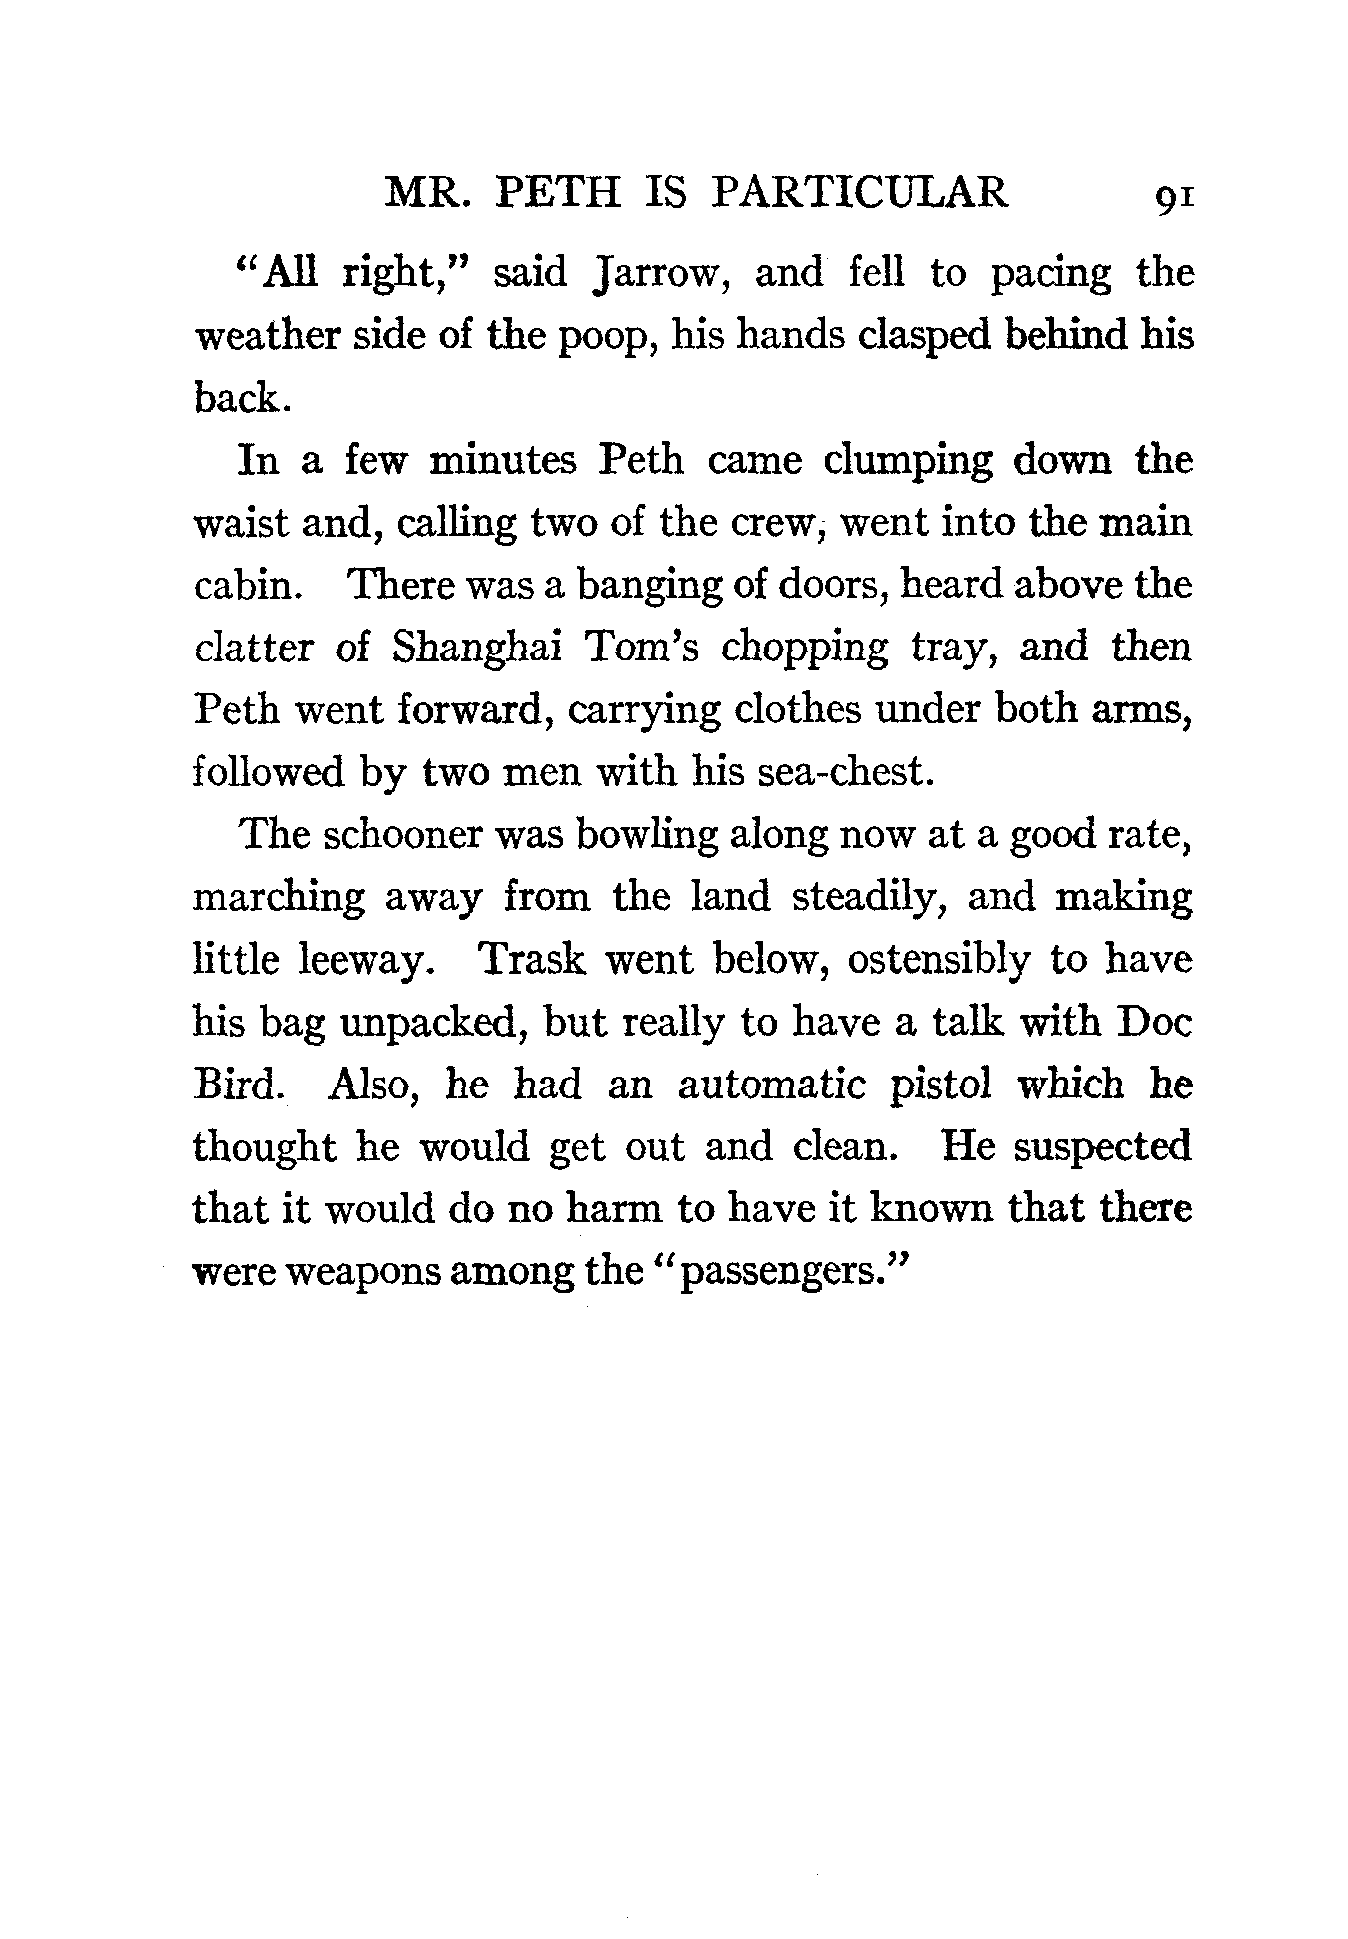 MR. PETH IS PARTICULAR 91
"All right," said Jarrow, and fell to pacing the
weather side of the poop, his hands clasped behind his
back.
In a few minutes Peth came clumping down the
waist and, calling two of the crew, went into the main
cabin. There was a banging of doors, heard above the
clatter of Shanghai Tom's chopping tray, and then
Peth went forward, carrying clothes under both arms,
followed by two men with his sea-chest.
The schooner was bowling along now at a good rate,
marching away from the land steadily, and making
little leeway. Trask went below, ostensibly to have
his bag unpacked, but really to have a talk with Doc
Bird. Also, he had an automatic pistol which he
thought he would get out and clean. He suspected
that it would do no harm to have it known that there
were weapons among the "passengers."